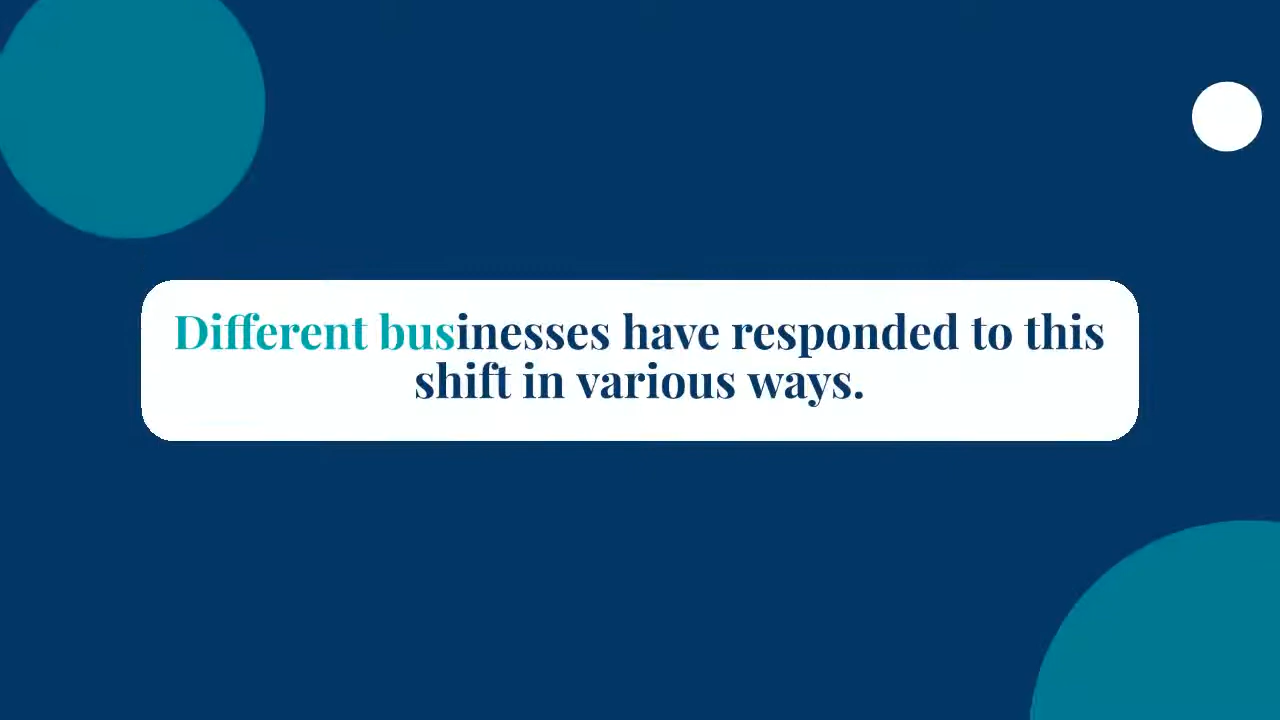 Different businesses have responded to this
shift in various ways.